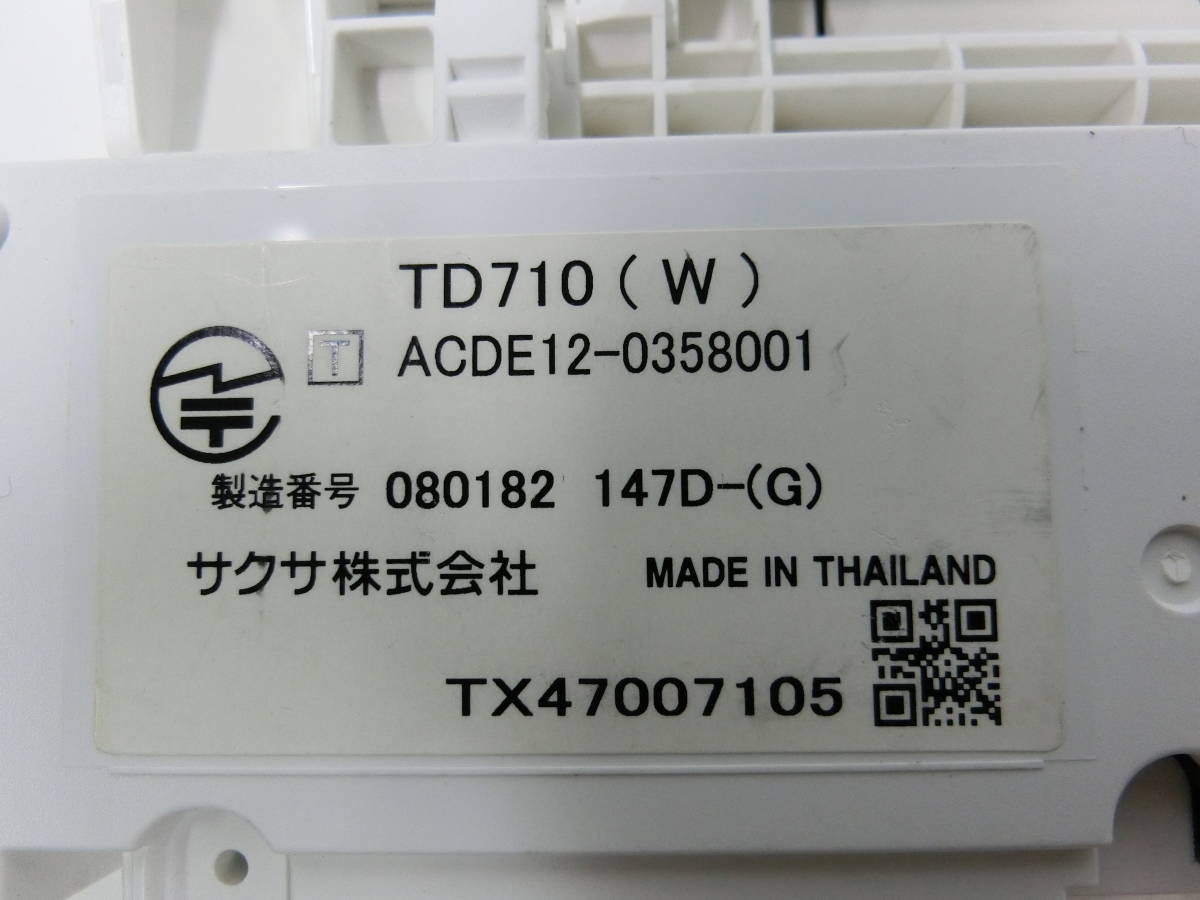 TD710 ( W )
T ACDE12-0358001
製造番号 080182 147D-(G)
サクサ株式会社 MADE IN THAILAND
TX47007105